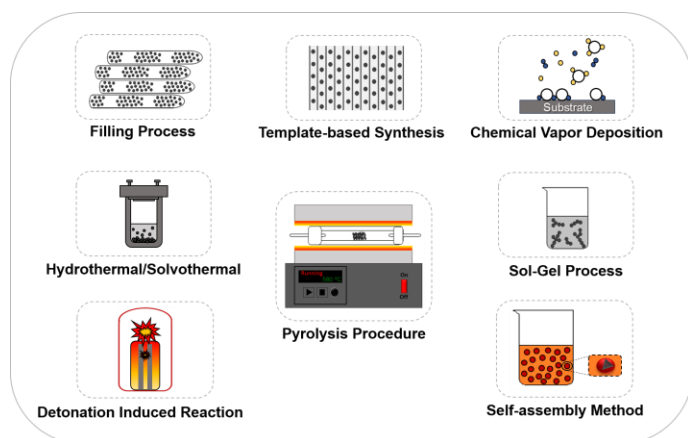 Filling Process
Template-based Synthesis
Substrate
Chemical Vapor Deposition
Hydrothermal/Solvothermal
Running
On
Off
Pyrolysis Procedure
Sol-Gel Process
Detonation Induced Reaction
Self-assembly Method